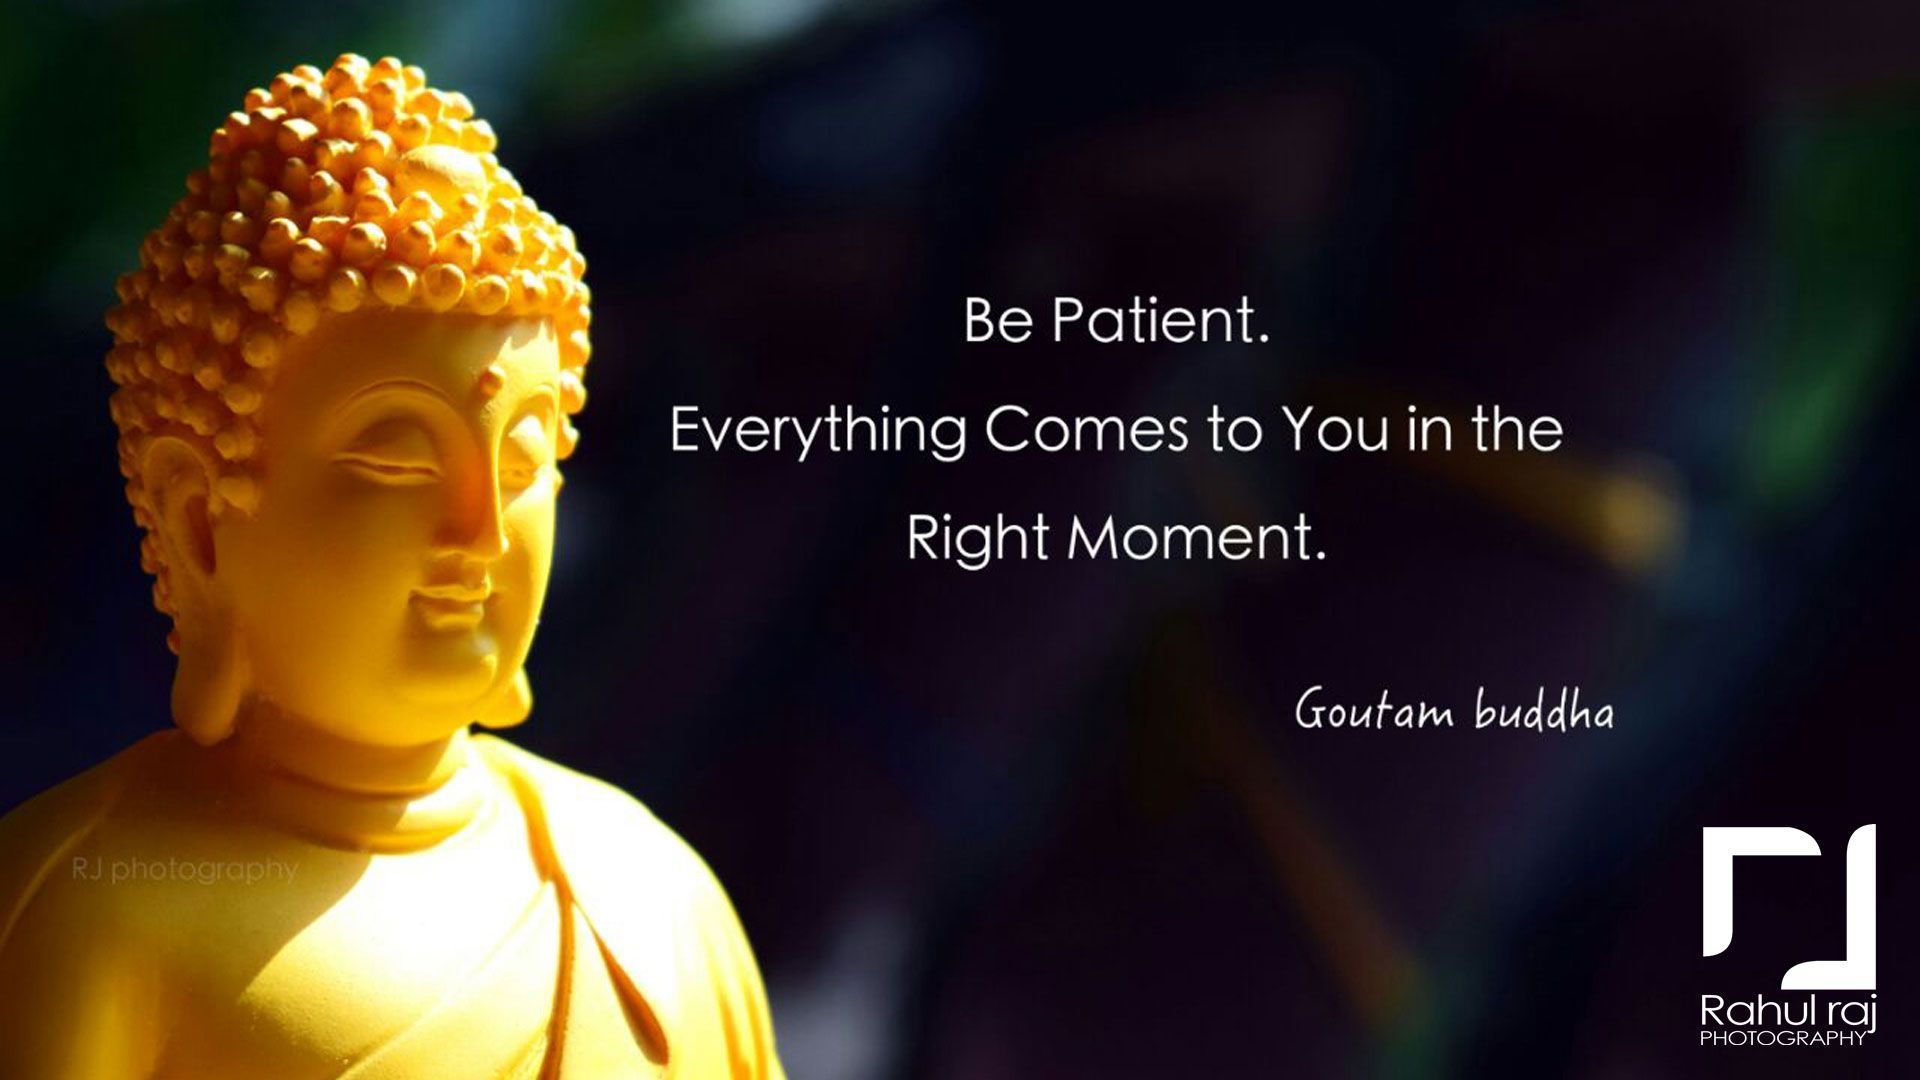 Be Patient.
Everything Comes to You in the
Right Moment.
Goutam buddha
RJ photography
Rahul raj
PHOTOGRAPHY